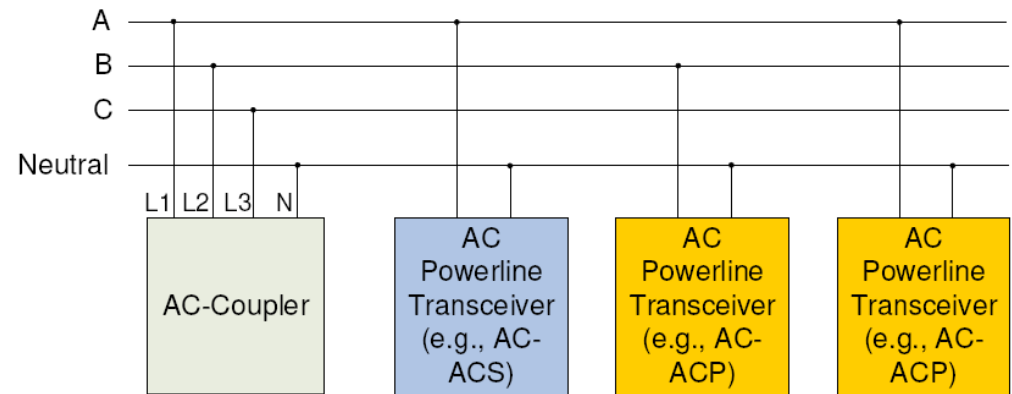 A
B
C
Neutral
L1 L2 L3 N
AC-Coupler
AC
Powerline
Transceiver
(e.g., AC-
ACS)
AC
Powerline
Transceiver
(e.g., AC-
ACP)
AC
Powerline
Transceiver
(e.g., AC-
ACP)